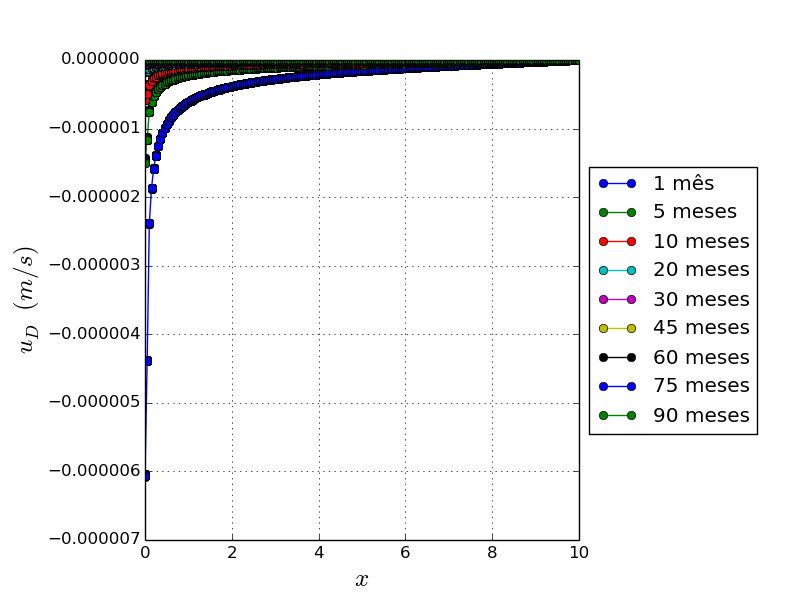 0.000000
−0.000001
−0.000002
−0.000003
−0.000004
−0.000005
−0.000006
−0.000007
u_D (m/s)
0 2 4 6 8 10
x
1 mês
5 meses
10 meses
20 meses
30 meses
45 meses
60 meses
75 meses
90 meses